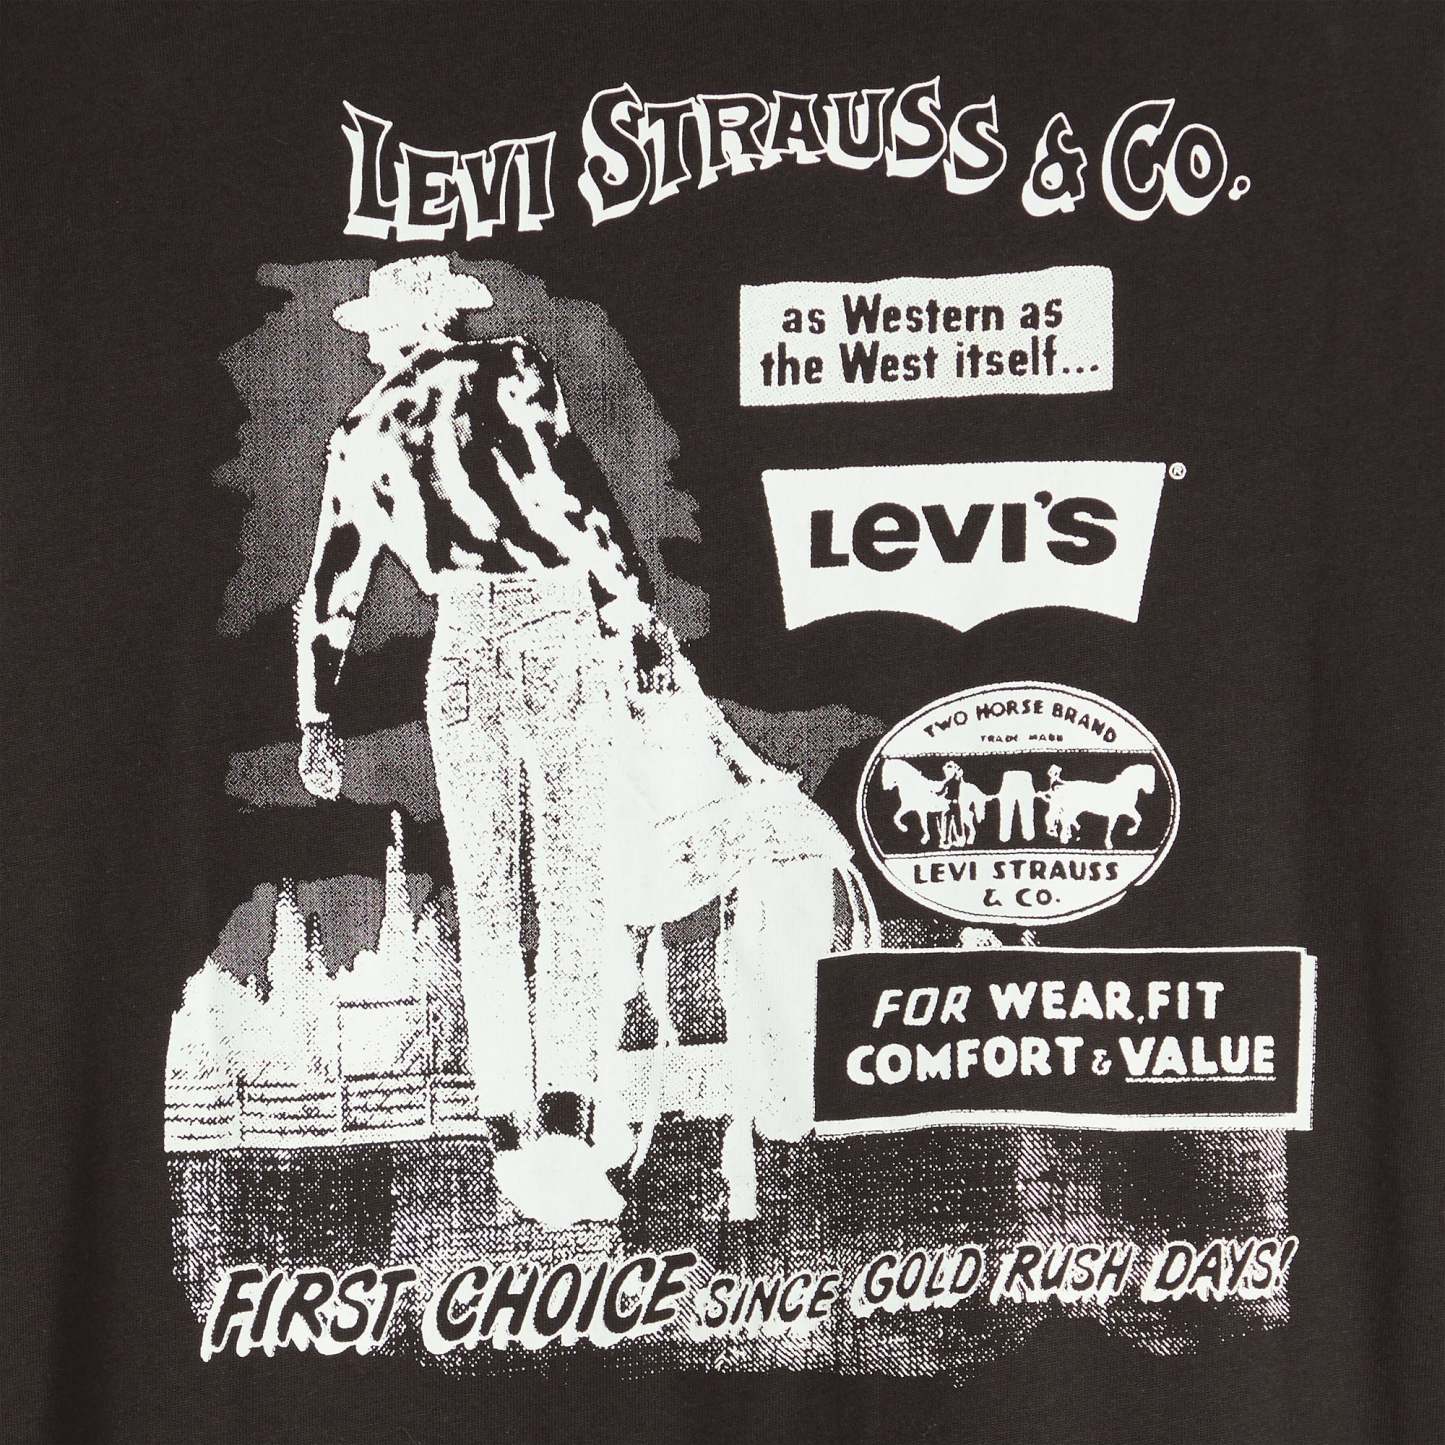 LEVI STRAUSS & CO.
as Western as
the West itself...
LEVI'S ®
TWO HORSE BRAND
TRADE MARK
LEVI STRAUSS
& CO.
FOR WEAR, FIT
COMFORT & VALUE
FIRST CHOICE SINCE GOLD RUSH DAYS!